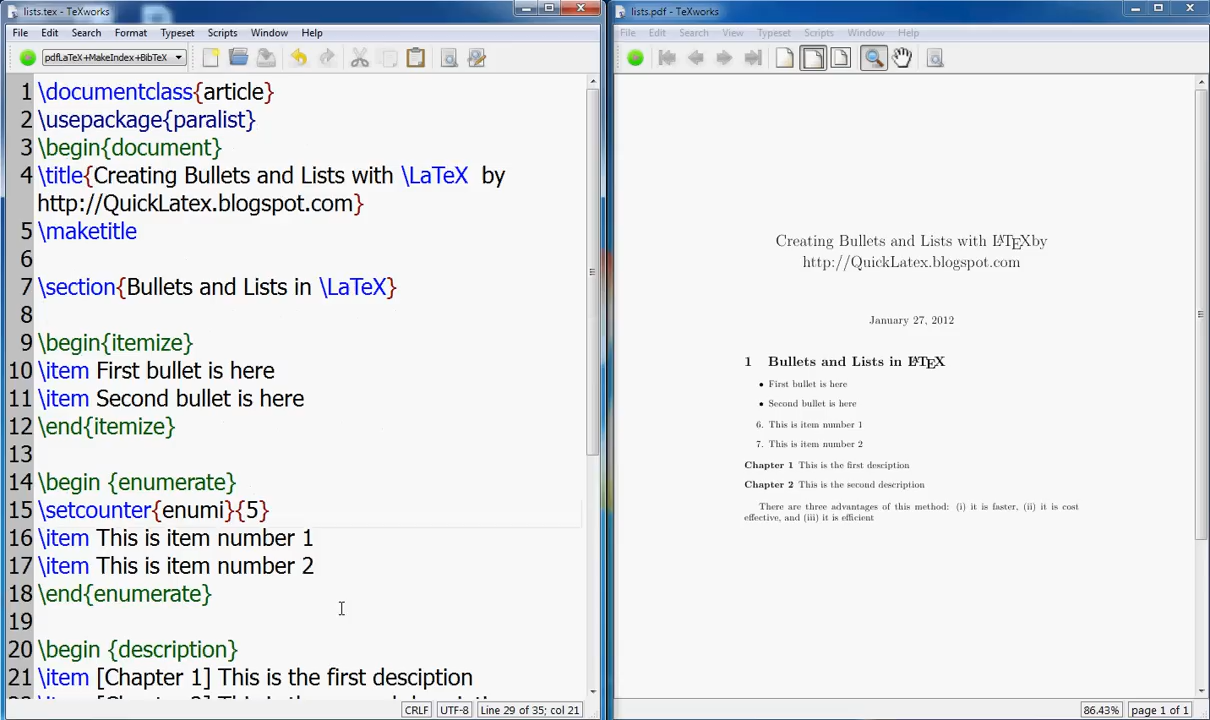 lists.tex - TeXworks
File Edit Search Format Typeset Scripts Window Help
pdfLaTeX+MakeIndex+BibTeX
1 \documentclass{article}
2 \usepackage{paralist}
3 \begin{document}
4 \title{Creating Bullets and Lists with \LaTeX by
http://QuickLatex.blogspot.com}
5 \maketitle
6
7 \section{Bullets and Lists in \LaTeX}
8
9 \begin{itemize}
10 \item First bullet is here
11 \item Second bullet is here
12 \end{itemize}
13
14 \begin {enumerate}
15 \setcounter{enumi}{5}
16 \item This is item number 1
17 \item This is item number 2
18 \end{enumerate}
19
20 \begin {description}
21 \item [Chapter 1] This is the first desciption
CRLF UTF-8 Line 29 of 35; col 21
lists.pdf - TeXworks
File Edit Search View Typeset Scripts Window Help
Creating Bullets and Lists with LATEXby
http://QuickLatex.blogspot.com
January 27, 2012
1 Bullets and Lists in LATEX
• First bullet is here
• Second bullet is here
6. This is item number 1
7. This is item number 2
Chapter 1 This is the first desciption
Chapter 2 This is the second description
There are three advantages of this method: (i) it is faster, (ii) it is cost
effective, and (iii) it is efficient
86.43% page 1 of 1